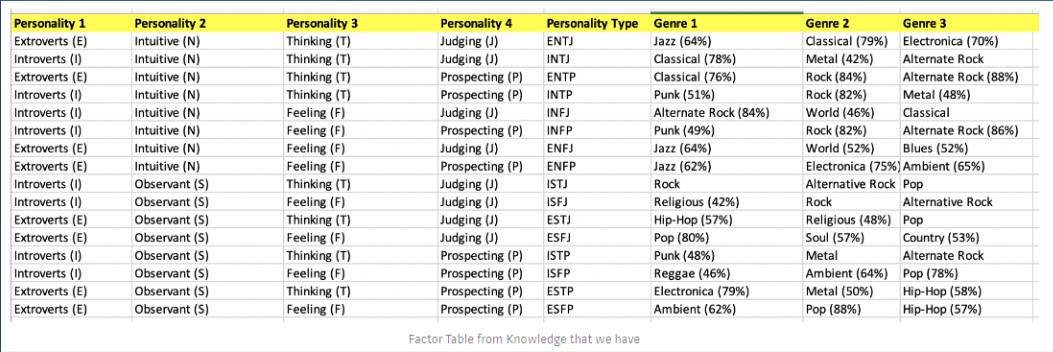 Personality 1 Personality 2 Personality 3 Personality 4 Personality Type Genre 1 Genre 2 Genre 3
Extroverts (E) Intuitive (N) Thinking (T) Judging (J) ENTJ Jazz (64%) Classical (79%) Electronica (70%)
Introverts (I) Intuitive (N) Thinking (T) Judging (J) INTJ Classical (78%) Metal (42%) Alternate Rock
Extroverts (E) Intuitive (N) Thinking (T) Prospecting (P) ENTP Classical (76%) Rock (84%) Alternate Rock (88%)
Introverts (I) Intuitive (N) Thinking (T) Prospecting (P) INTP Punk (51%) Rock (82%) Metal (48%)
Introverts (I) Intuitive (N) Feeling (F) Judging (J) INFJ Alternate Rock (84%) World (46%) Classical
Introverts (I) Intuitive (N) Feeling (F) Prospecting (P) INFP Punk (49%) Rock (82%) Alternate Rock (86%)
Extroverts (E) Intuitive (N) Feeling (F) Judging (J) ENFJ Jazz (64%) World (52%) Blues (52%)
Extroverts (E) Intuitive (N) Feeling (F) Prospecting (P) ENFP Jazz (62%) Electronica (75%) Ambient (65%)
Introverts (I) Observant (S) Thinking (T) Judging (J) ISTJ Rock Alternative Rock Pop
Introverts (I) Observant (S) Feeling (F) Judging (J) ISFJ Religious (42%) Rock Alternative Rock
Extroverts (E) Observant (S) Thinking (T) Judging (J) ESTJ Hip-Hop (57%) Religious (48%) Pop
Extroverts (E) Observant (S) Feeling (F) Judging (J) ESFJ Pop (80%) Soul (57%) Country (53%)
Introverts (I) Observant (S) Thinking (T) Prospecting (P) ISTP Punk (48%) Metal Alternate Rock
Introverts (I) Observant (S) Feeling (F) Prospecting (P) ISFP Reggae (46%) Ambient (64%) Pop (78%)
Extroverts (E) Observant (S) Thinking (T) Prospecting (P) ESTP Electronica (79%) Metal (50%) Hip-Hop (58%)
Extroverts (E) Observant (S) Feeling (F) Prospecting (P) ESFP Ambient (62%) Pop (88%) Hip-Hop (57%)
Factor Table from Knowledge that we have